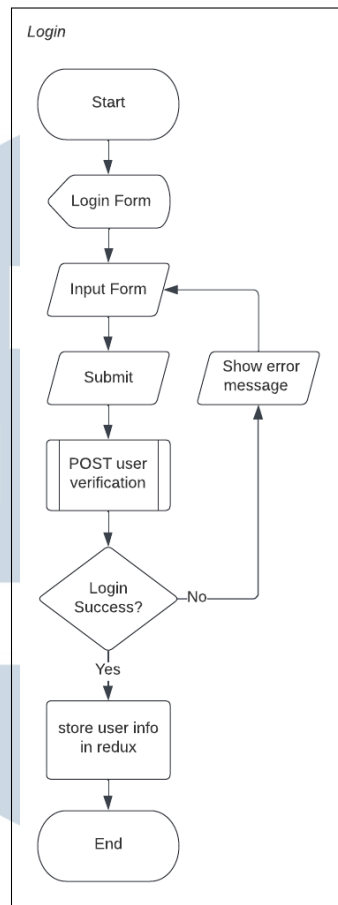 Login
Start
Login Form
Input Form
Submit
Show error
message
POST user
verification
Login
Success?
No
Yes
store user info
in redux
End